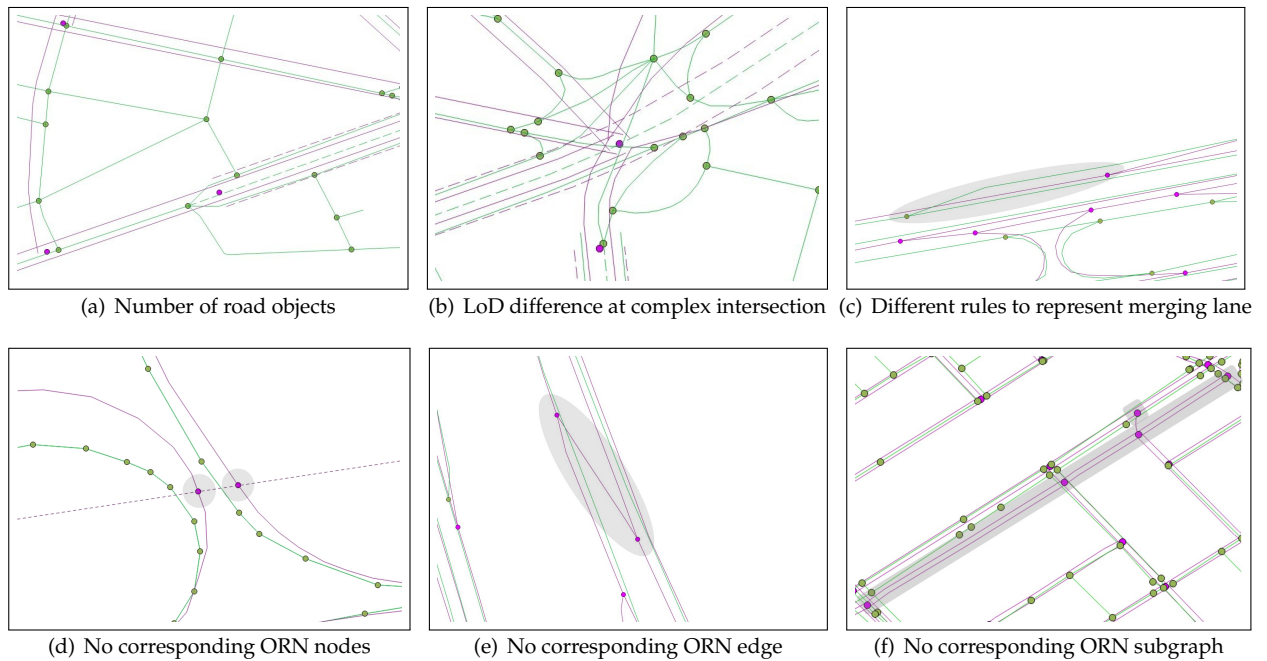 (a) Number of road objects
(b) LoD difference at complex intersection
(c) Different rules to represent merging lane
(d) No corresponding ORN nodes
(e) No corresponding ORN edge
(f) No corresponding ORN subgraph